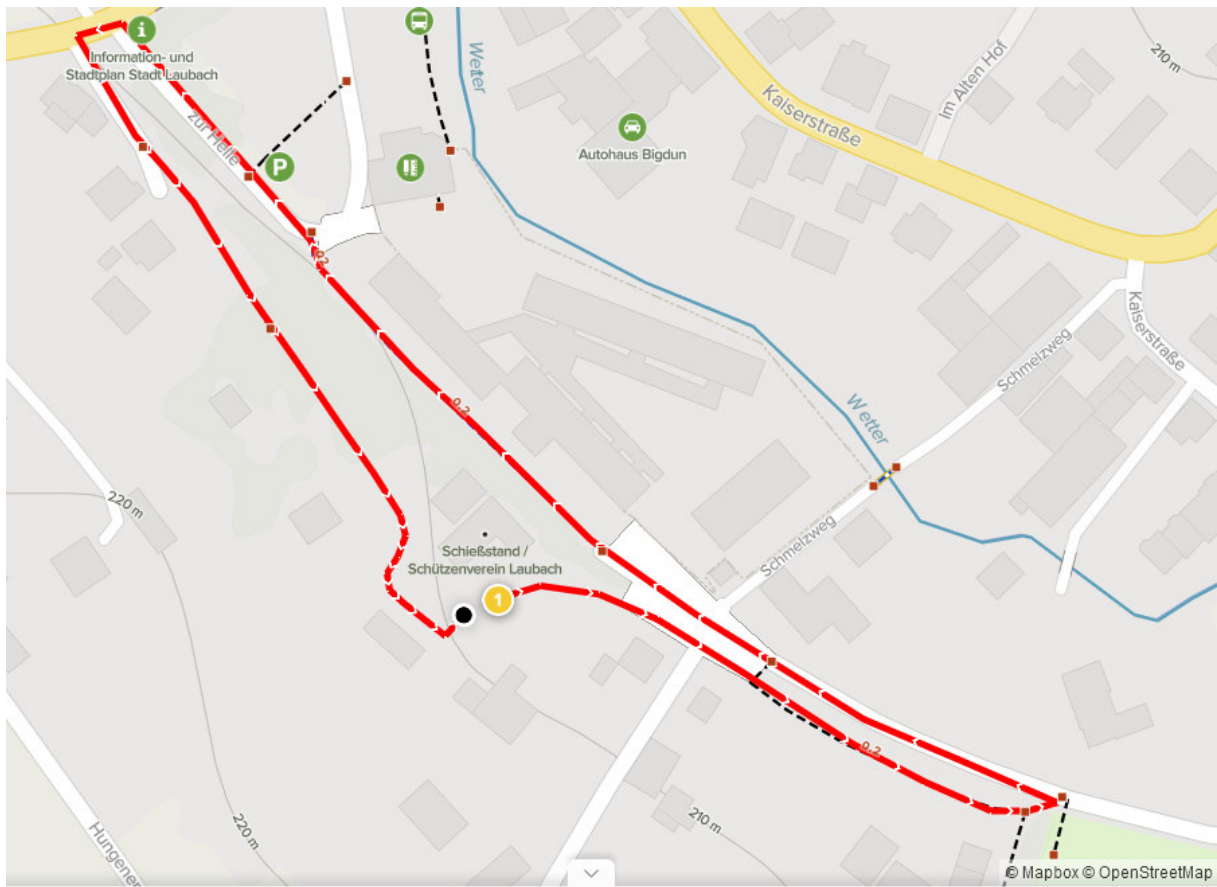 Information- und
Stadtplan Stadt Laubach
zur Helle
P
Wetter
Autohaus Bigdun
Kaiserstraße
Im Alten Hof
210 m
0.2
0.2
Kaiserstraße
Schmelzweg
Wetter
220 m
Schießstand /
Schützenverein Laubach
1
Schmelzweg
0.2
220 m
210 m
Hungener
© Mapbox © OpenStreetMap